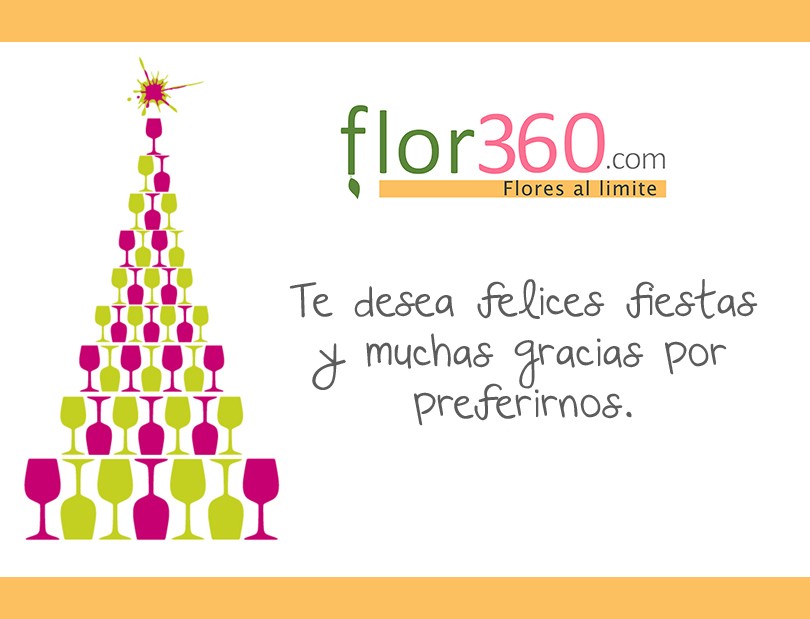 flor360.com
Flores al limite
Te desea felices fiestas
y muchas gracias por
preferirnos.